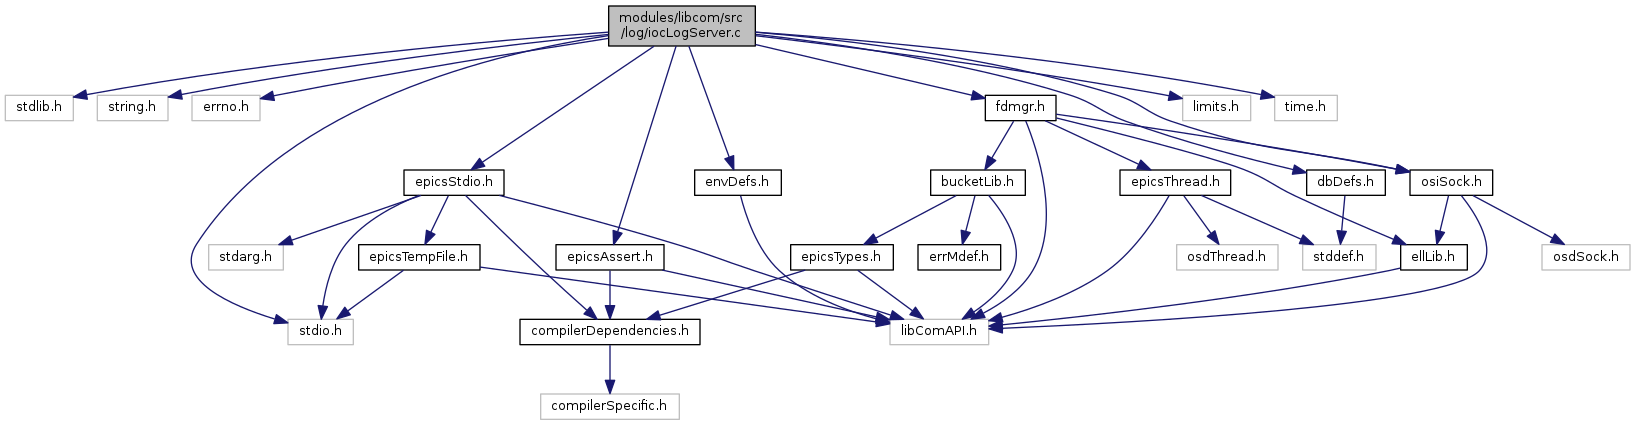 modules/libcom/src
/log/iocLogServer.c
stdlib.h
string.h
errno.h
fdmgr.h
limits.h
time.h
epicsStdio.h
envDefs.h
bucketLib.h
epicsThread.h
dbDefs.h
osiSock.h
stdarg.h
epicsTempFile.h
epicsAssert.h
epicsTypes.h
errMdef.h
osdThread.h
stddef.h
ellLib.h
osdSock.h
stdio.h
compilerDependencies.h
libComAPI.h
compilerSpecific.h